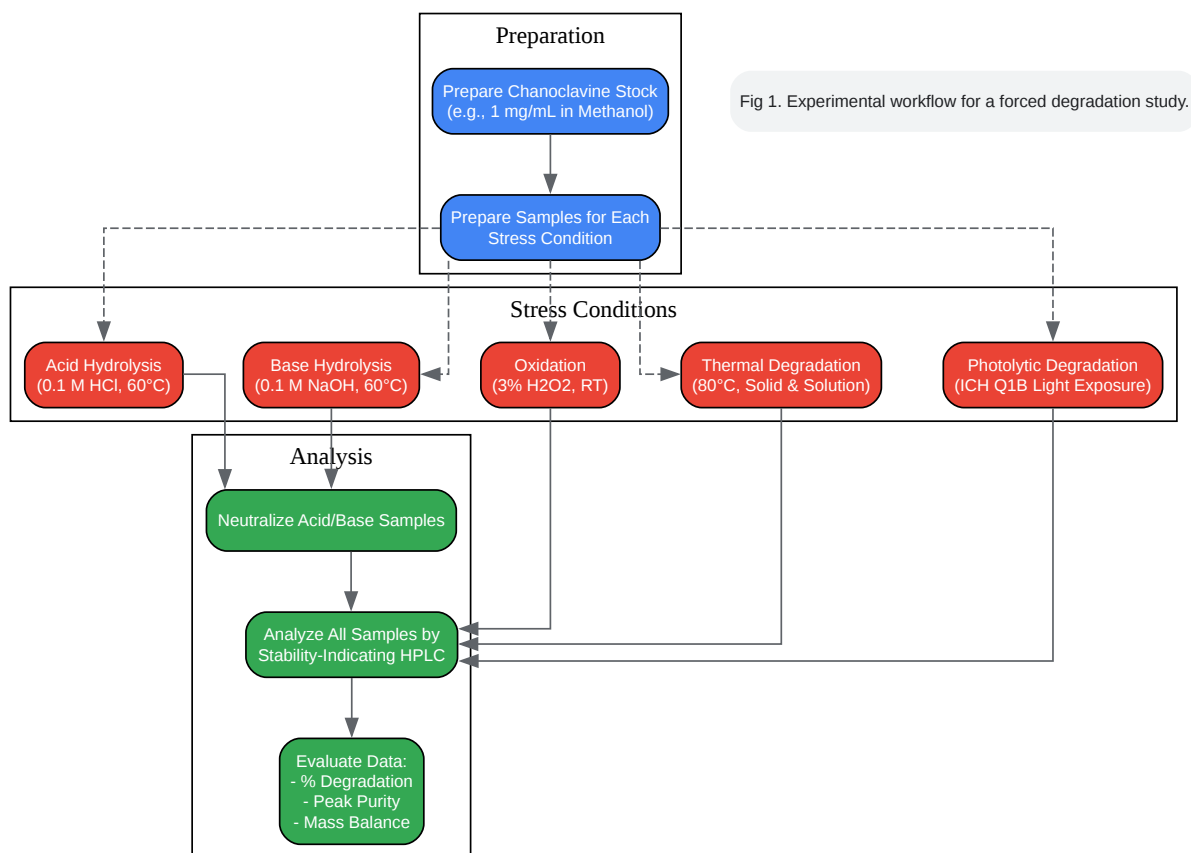 Preparation
Prepare Chanoclavine Stock
(e.g., 1 mg/mL in Methanol)
Fig 1. Experimental workflow for a forced degradation study.
Prepare Samples for Each
Stress Condition
Stress Conditions
Acid Hydrolysis
(0.1 M HCl, 60°C)
Base Hydrolysis
(0.1 M NaOH, 60°C)
Oxidation
(3% H2O2, RT)
Thermal Degradation
(80°C, Solid & Solution)
Photolytic Degradation
(ICH Q1B Light Exposure)
Analysis
Neutralize Acid/Base Samples
Analyze All Samples by
Stability-Indicating HPLC
Evaluate Data:
- % Degradation
- Peak Purity
- Mass Balance